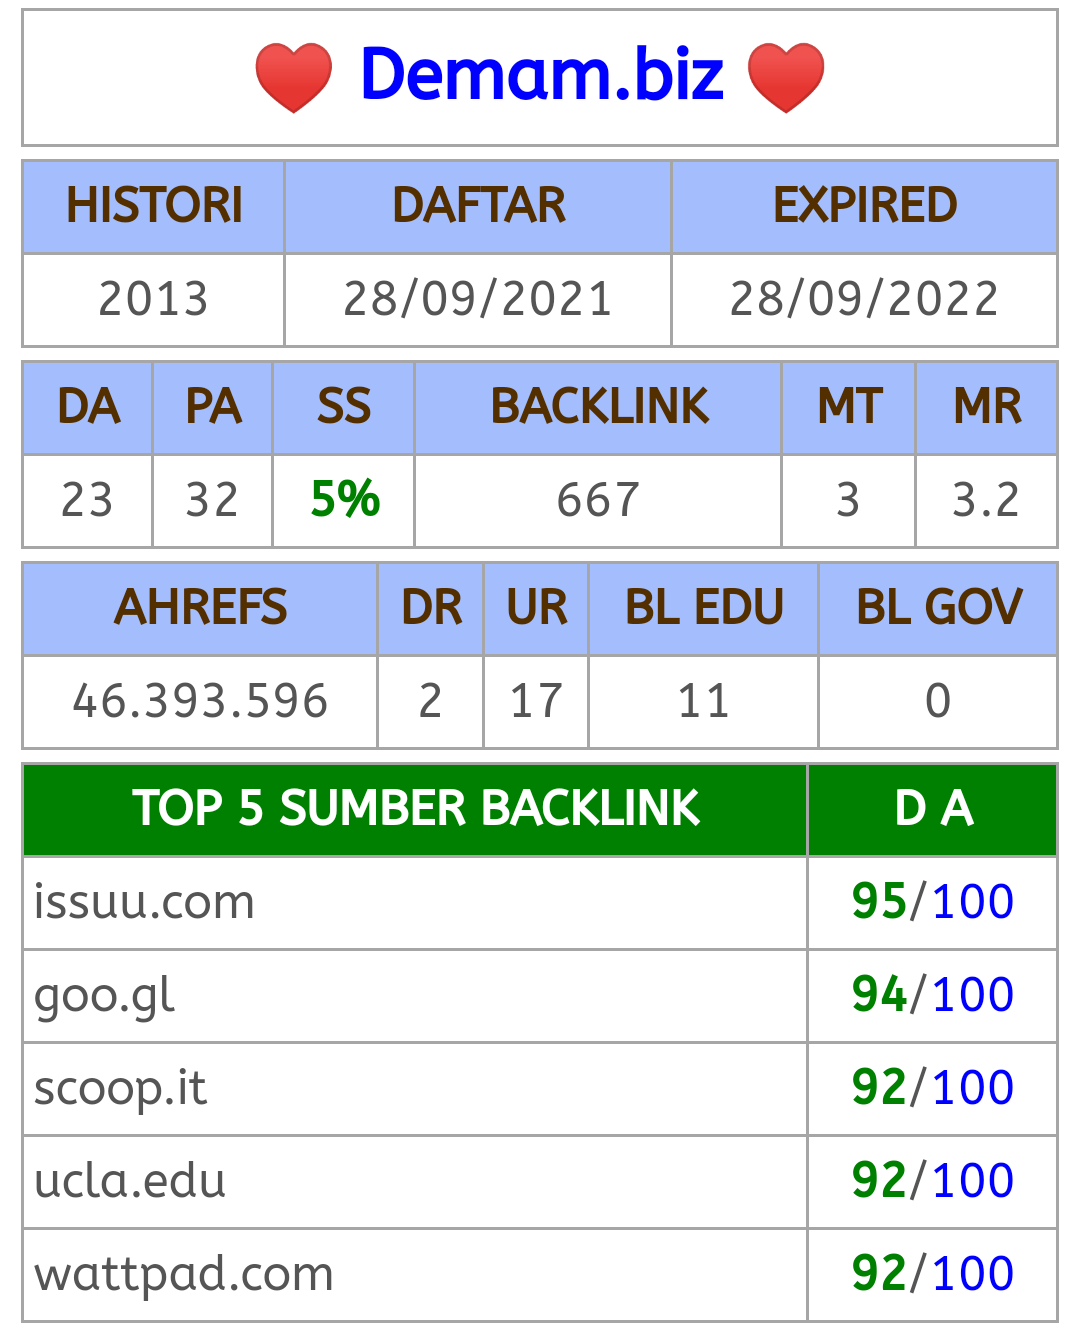 Demam.biz
HISTORI DAFTAR EXPIRED
2013 28/09/2021 28/09/2022
DA PA SS BACKLINK MT MR
23 32 5% 667 3 3.2
AHREFS DR UR BL EDU BL GOV
46.393.596 2 17 11 0
TOP 5 SUMBER BACKLINK D A
issuu.com 95/100
goo.gl 94/100
scoop.it 92/100
ucla.edu 92/100
wattpad.com 92/100